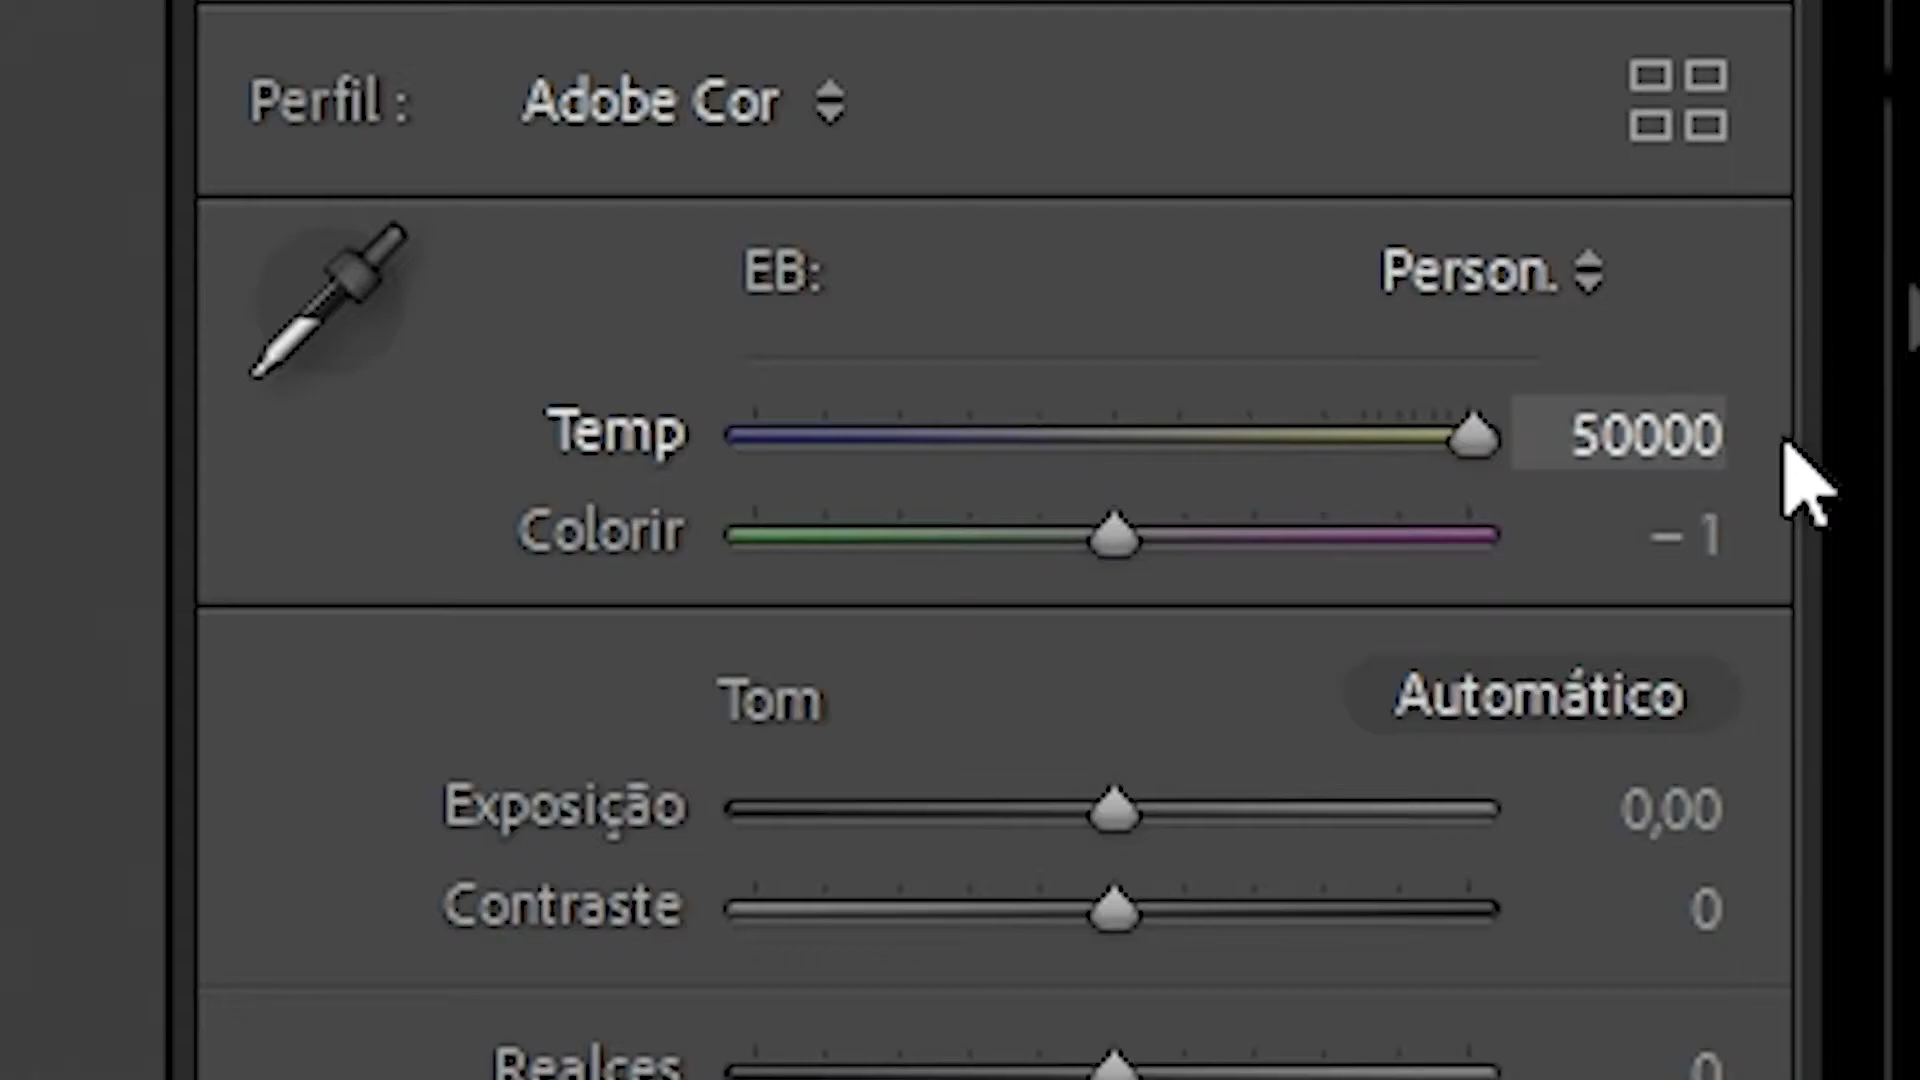 Perfil : Adobe Cor
EB: Person.
Temp 50000
Colorir – 1
Tom Automático
Exposição 0,00
Contraste 0
Realces 0